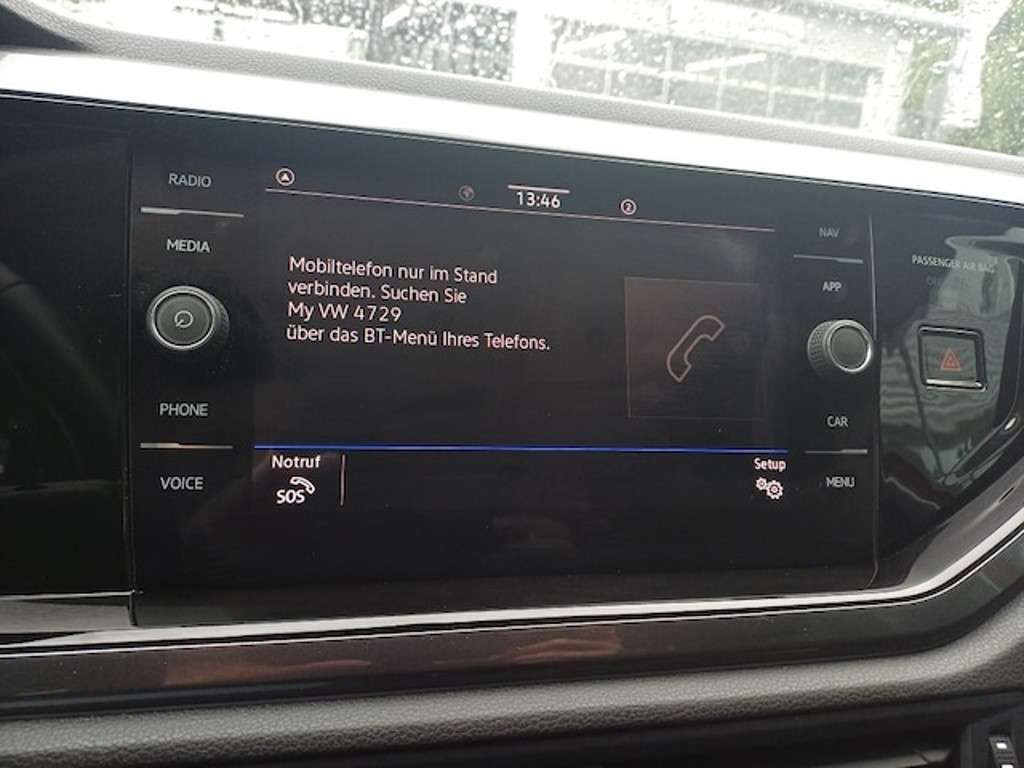 RADIO
MEDIA
PHONE
VOICE
13:46
2
Mobiltelefon nur im Stand
verbinden. Suchen Sie
My VW 4729
über das BT-Menü Ihres Telefons.
Notruf
SOS
Setup
NAV
APP
CAR
MENU
PASSENGER AIR BAG